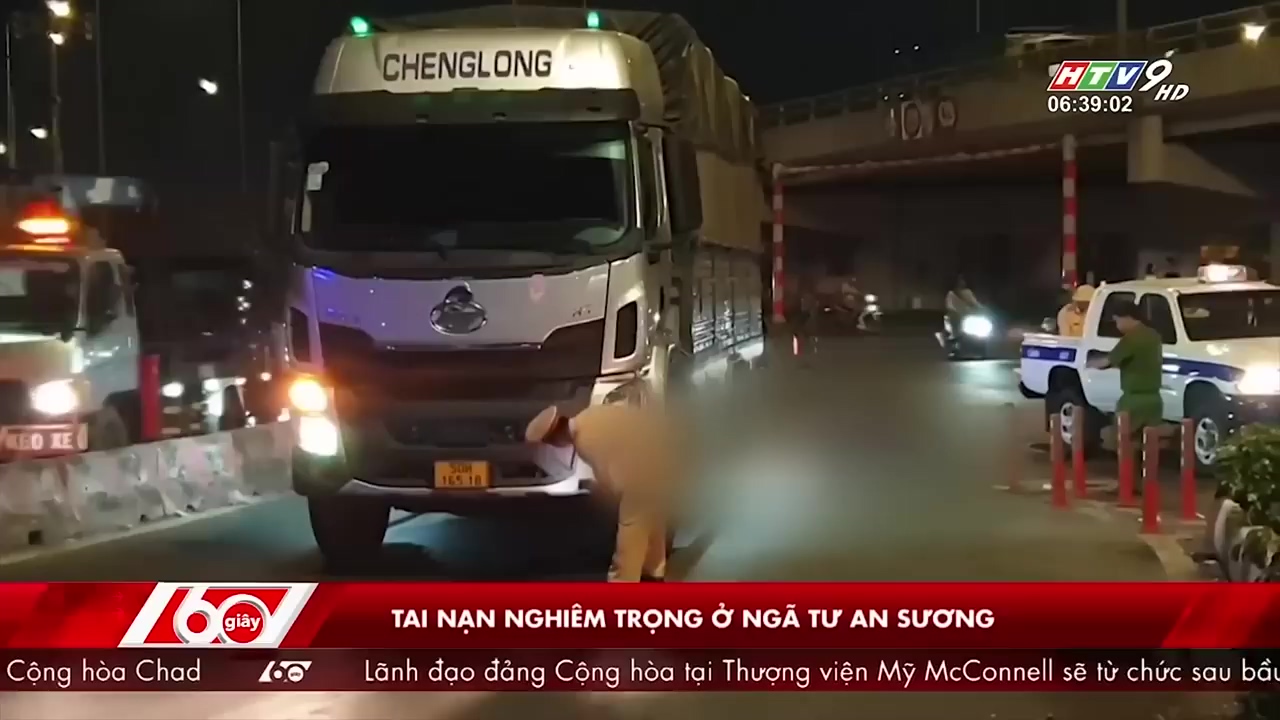 CHENGLONG
HTV9 HD
06:39:02
KÉO XE
50H
165.18
60 giây
TAI NẠN NGHIÊM TRỌNG Ở NGÃ TƯ AN SƯƠNG
Cộng hòa Chad 60 giây Lãnh đạo đảng Cộng hòa tại Thượng viện Mỹ McConnell sẽ từ chức sau bầu